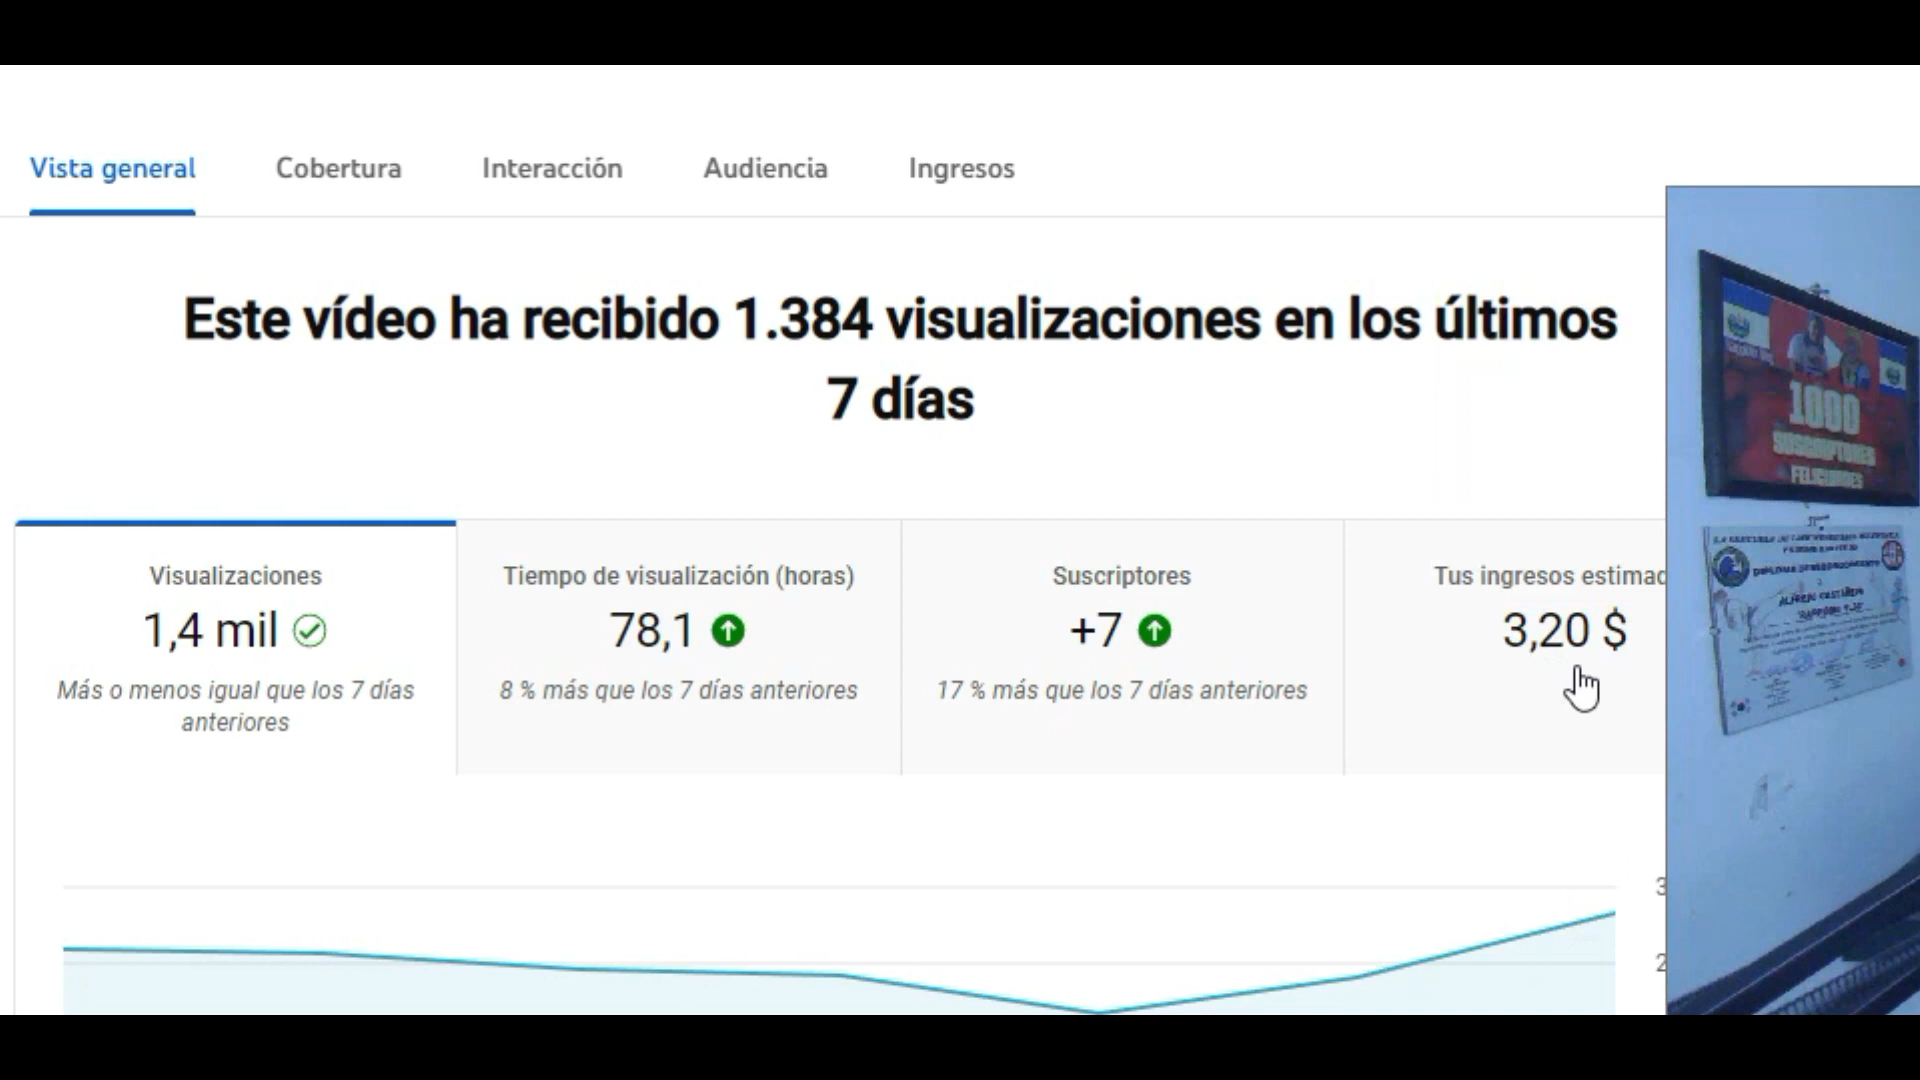 Vista general Cobertura Interacción Audiencia Ingresos
Este vídeo ha recibido 1.384 visualizaciones en los últimos
7 días
Visualizaciones
1,4 mil
Más o menos igual que los 7 días
anteriores
Tiempo de visualización (horas)
78,1
8 % más que los 7 días anteriores
Suscriptores
+7
17 % más que los 7 días anteriores
Tus ingresos estimad
3,20 $
3
2
1000
SUSCRIPTORES
FELICIDADES